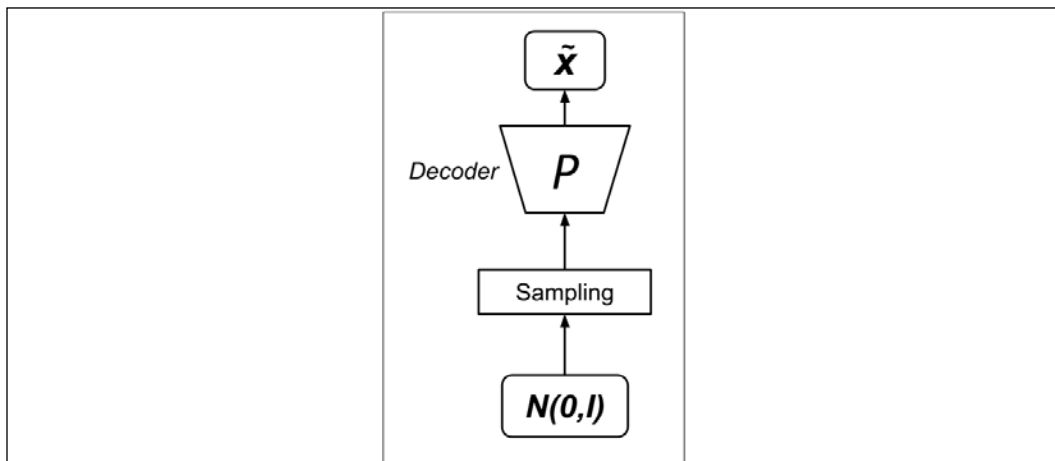 x̃
Decoder
P
Sampling
N(0,I)